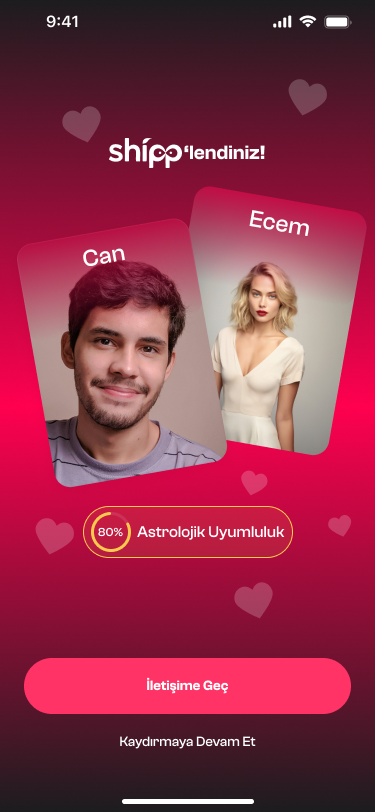 9:41
shipp‘lendiniz!
Can
Ecem
80% Astrolojik Uyumluluk
İletişime Geç
Kaydırmaya Devam Et